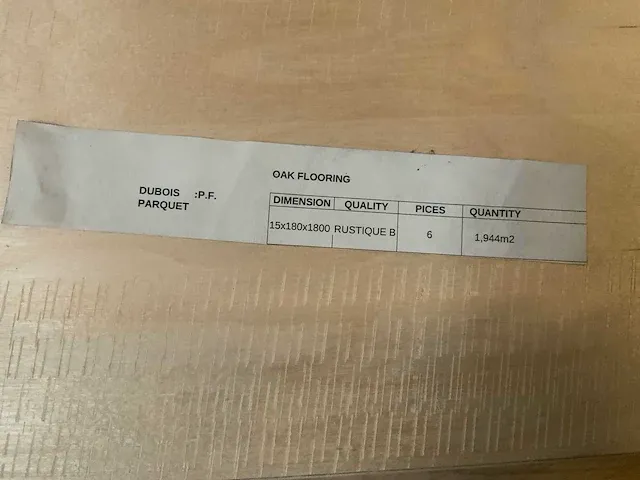 OAK FLOORING
DUBOIS :P.F.
PARQUET
DIMENSION QUALITY PICES QUANTITY
15x180x1800 RUSTIQUE B 6 1,944m2